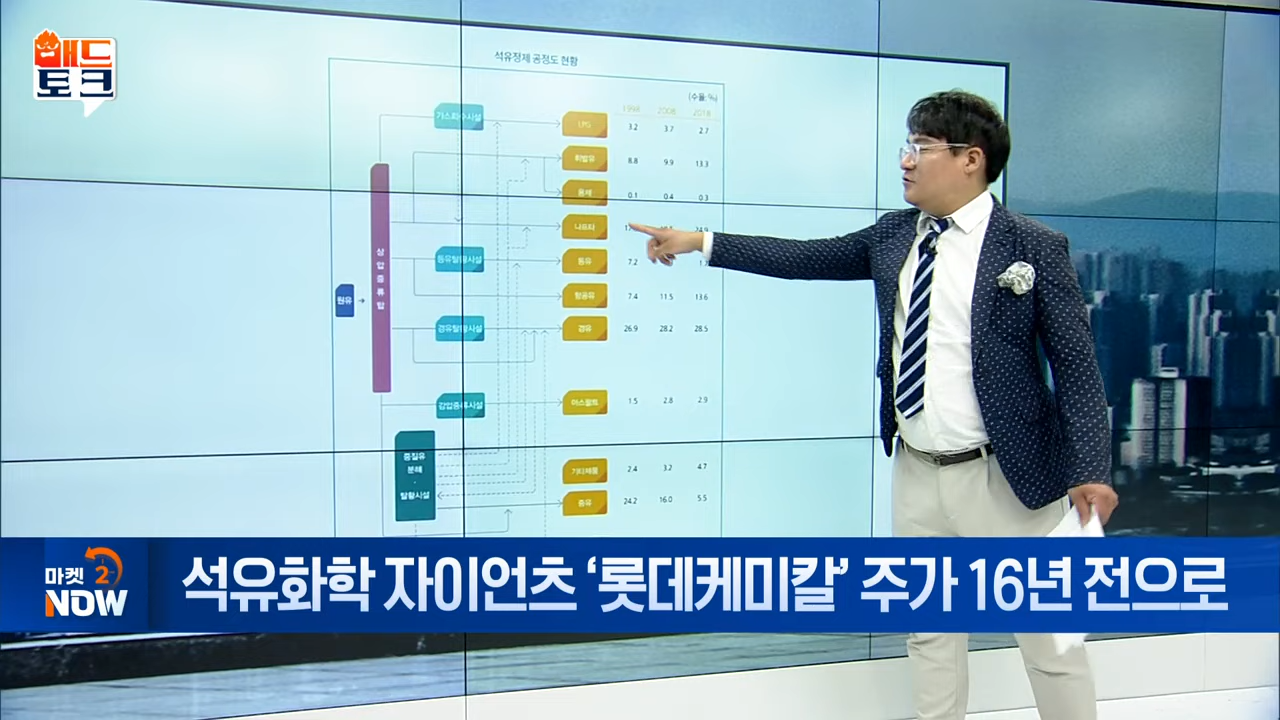 매드
토크
석유정제 공정도 현황
(수율: %)
1998 2008 2018
가스회수시설
LPG 3.2 3.7 2.7
휘발유 8.8 9.9 13.3
용제 0.1 0.4 0.3
나프타 24.9
등유탈황시설
등유 7.2
원유
상압증류탑
항공유 7.4 11.5 13.6
경유탈황시설
경유 26.9 28.2 28.5
감압증류시설
아스팔트 1.5 2.8 2.9
중질유
분해
·
탈황시설
기타제품 2.4 3.2 4.7
중유 24.2 16.0 5.5
마켓 2
NOW
석유화학 자이언츠 ‘롯데케미칼’ 주가 16년 전으로